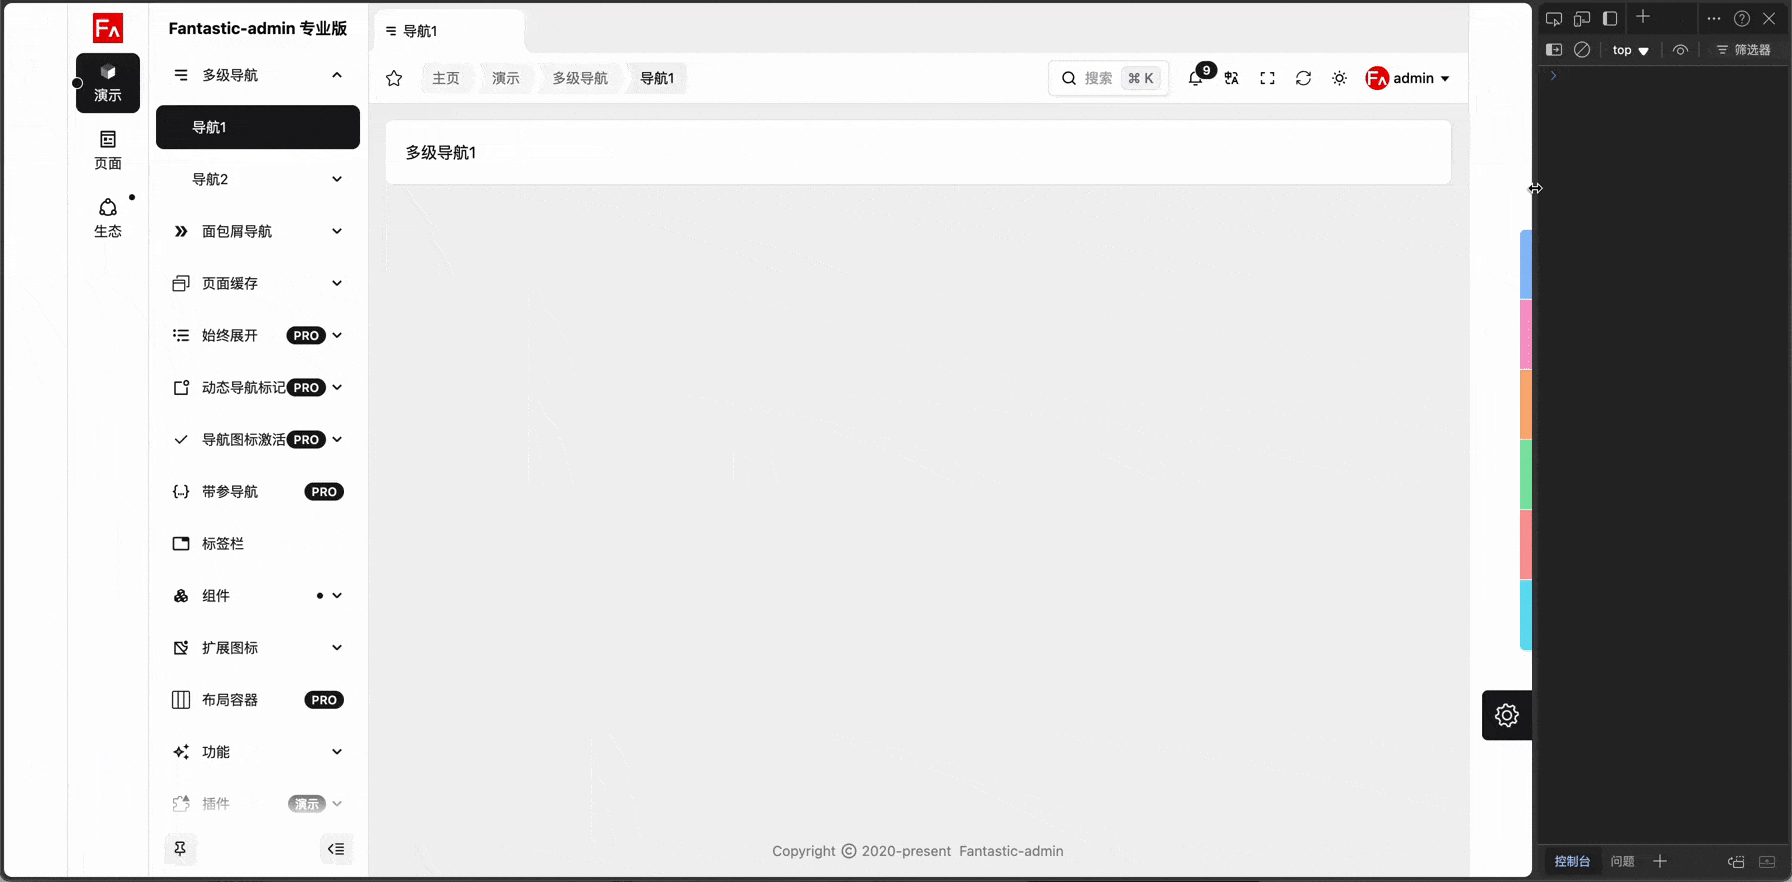 Fantastic-admin 专业版
演示
页面
生态
多级导航
导航1
导航2
面包屑导航
页面缓存
始终展开 PRO
动态导航标记 PRO
导航图标激活 PRO
带参导航 PRO
标签栏
组件
扩展图标
布局容器 PRO
功能
插件 演示
导航1
主页 演示 多级导航 导航1
搜索 ⌘ K
9
admin
多级导航1
Copyright © 2020-present Fantastic-admin
top
筛选器
控制台 问题